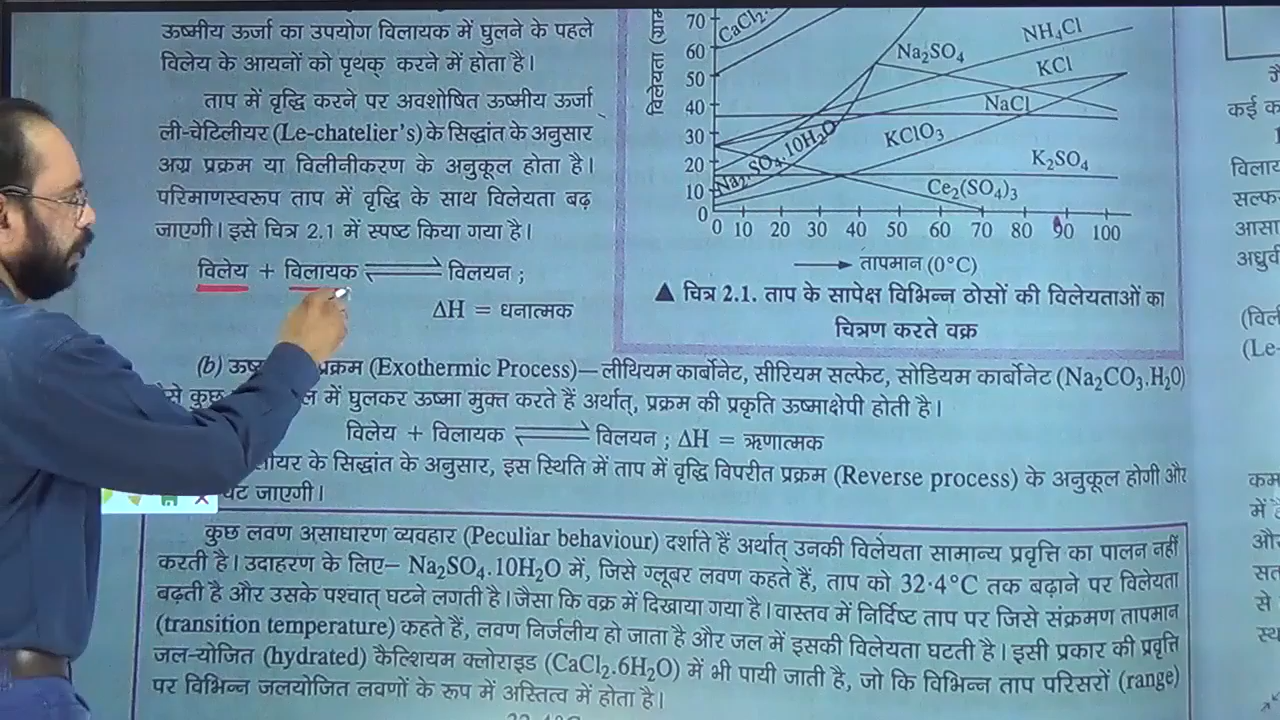 ऊष्मीय ऊर्जा का उपयोग विलायक में घुलने के पहले
विलेय के आयनों को पृथक् करने में होता है।
ताप में वृद्धि करने पर अवशोषित ऊष्मीय ऊर्जा
ली-चेटिलीयर (Le-chatelier's) के सिद्धांत के अनुसार
अग्र प्रक्रम या विलीनीकरण के अनुकूल होता है।
परिमाणस्वरूप ताप में वृद्धि के साथ विलेयता बढ़
जाएगी। इसे चित्र 2.1 में स्पष्ट किया गया है।
विलेय + विलायक ⇌ विलयन ;
ΔH = धनात्मक
विलेयता
70
60
50
40
30
20
10
0
CaCl₂.
Na₂SO₄
NH₄Cl
KCl
NaCl
KClO₃
Na₂SO₄.10H₂O
K₂SO₄
Ce₂(SO₄)₃
0 10 20 30 40 50 60 70 80 90 100
→ तापमान (0°C)
▲ चित्र 2.1. ताप के सापेक्ष विभिन्न ठोसों की विलेयताओं का
चित्रण करते वक्र
(b) प्रक्रम (Exothermic Process)—लीथियम कार्बोनेट, सीरियम सल्फेट, सोडियम कार्बोनेट (Na₂CO₃.H₂O)
से कुछ में घुलकर ऊष्मा मुक्त करते हैं अर्थात्, प्रक्रम की प्रकृति ऊष्माक्षेपी होती है।
विलेय + विलायक ⇌ विलयन ; ΔH = ऋणात्मक
के सिद्धांत के अनुसार, इस स्थिति में ताप में वृद्धि विपरीत प्रक्रम (Reverse process) के अनुकूल होगी और
घट जाएगी।
कुछ लवण असाधारण व्यवहार (Peculiar behaviour) दर्शाते हैं अर्थात् उनकी विलेयता सामान्य प्रवृत्ति का पालन नहीं
करती है। उदाहरण के लिए– Na₂SO₄.10H₂O में, जिसे ग्लूबर लवण कहते हैं, ताप को 32·4°C तक बढ़ाने पर विलेयता
बढ़ती है और उसके पश्चात् घटने लगती है। जैसा कि वक्र में दिखाया गया है। वास्तव में निर्दिष्ट ताप पर जिसे संक्रमण तापमान
(transition temperature) कहते हैं, लवण निर्जलीय हो जाता है और जल में इसकी विलेयता घटती है। इसी प्रकार की प्रवृत्ति
जल-योजित (hydrated) कैल्शियम क्लोराइड (CaCl₂.6H₂O) में भी पायी जाती है, जो कि विभिन्न ताप परिसरों (range)
पर विभिन्न जलयोजित लवणों के रूप में अस्तित्व में होता है।
कई
(Le-
में
और
से